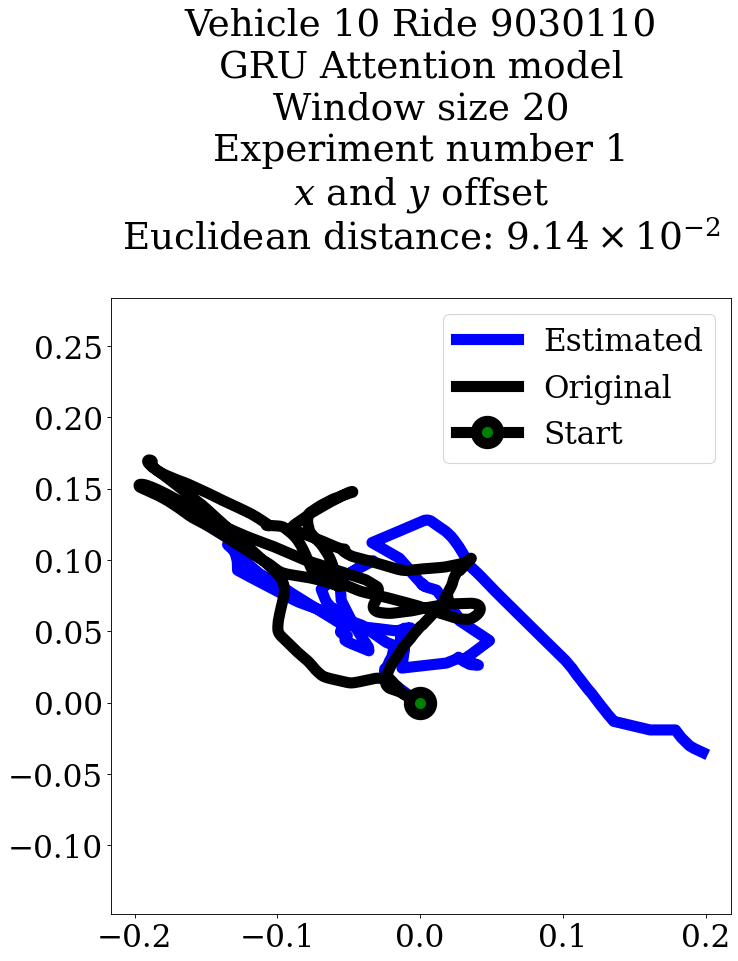 Vehicle 10 Ride 9030110
GRU Attention model
Window size 20
Experiment number 1
x and y offset
Euclidean distance: 9.14 × 10⁻²
Estimated
Original
Start
0.25
0.20
0.15
0.10
0.05
0.00
−0.05
−0.10
−0.2 −0.1 0.0 0.1 0.2